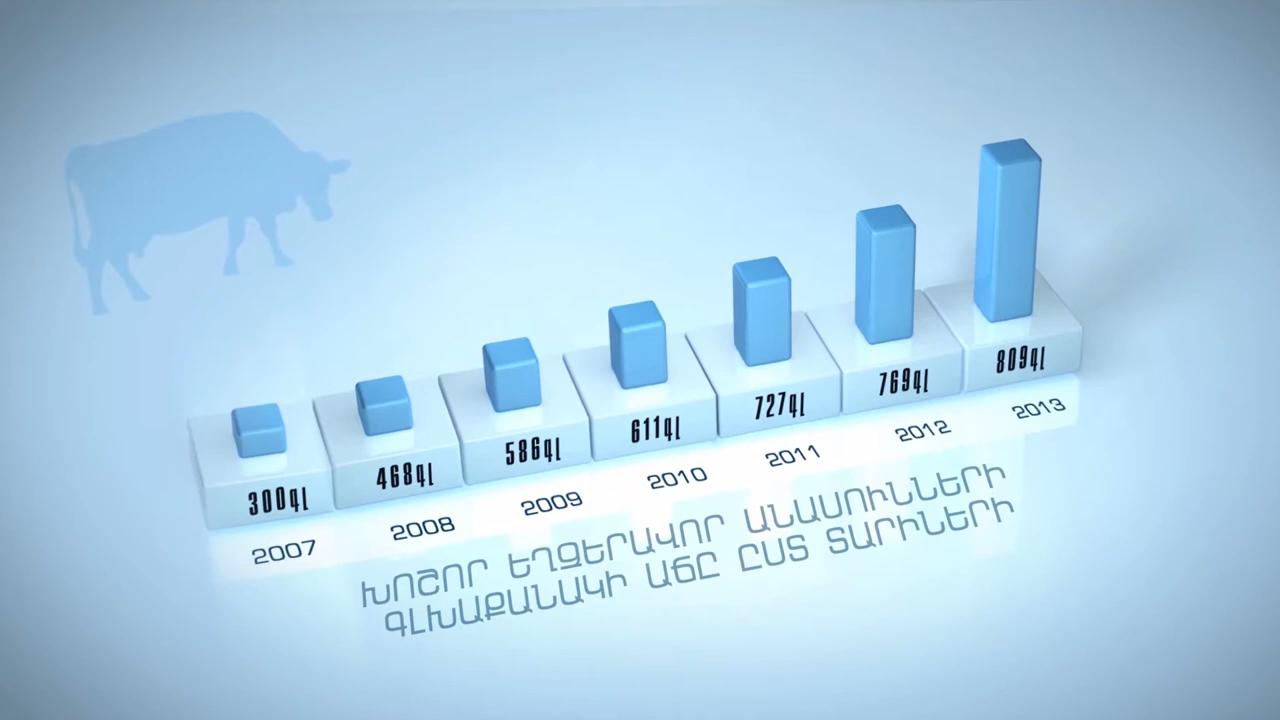 300գլ 468գլ 586գլ 611գլ 727գլ 769գլ 809գլ
2007 2008 2009 2010 2011 2012 2013
ԽՈՇՈՐ ԵՂՋԵՐԱՎՈՐ ԱՆԱՍՈՒՆՆԵՐԻ
ԳԼԽԱՔԱՆԱԿԻ ԱՃԸ ԸՍՏ ՏԱՐԻՆԵՐԻ